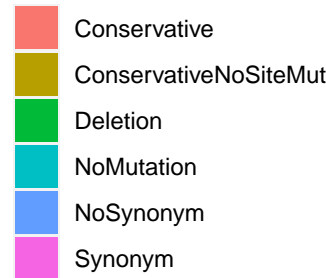 Conservative
ConservativeNoSiteMut
Deletion
NoMutation
NoSynonym
Synonym